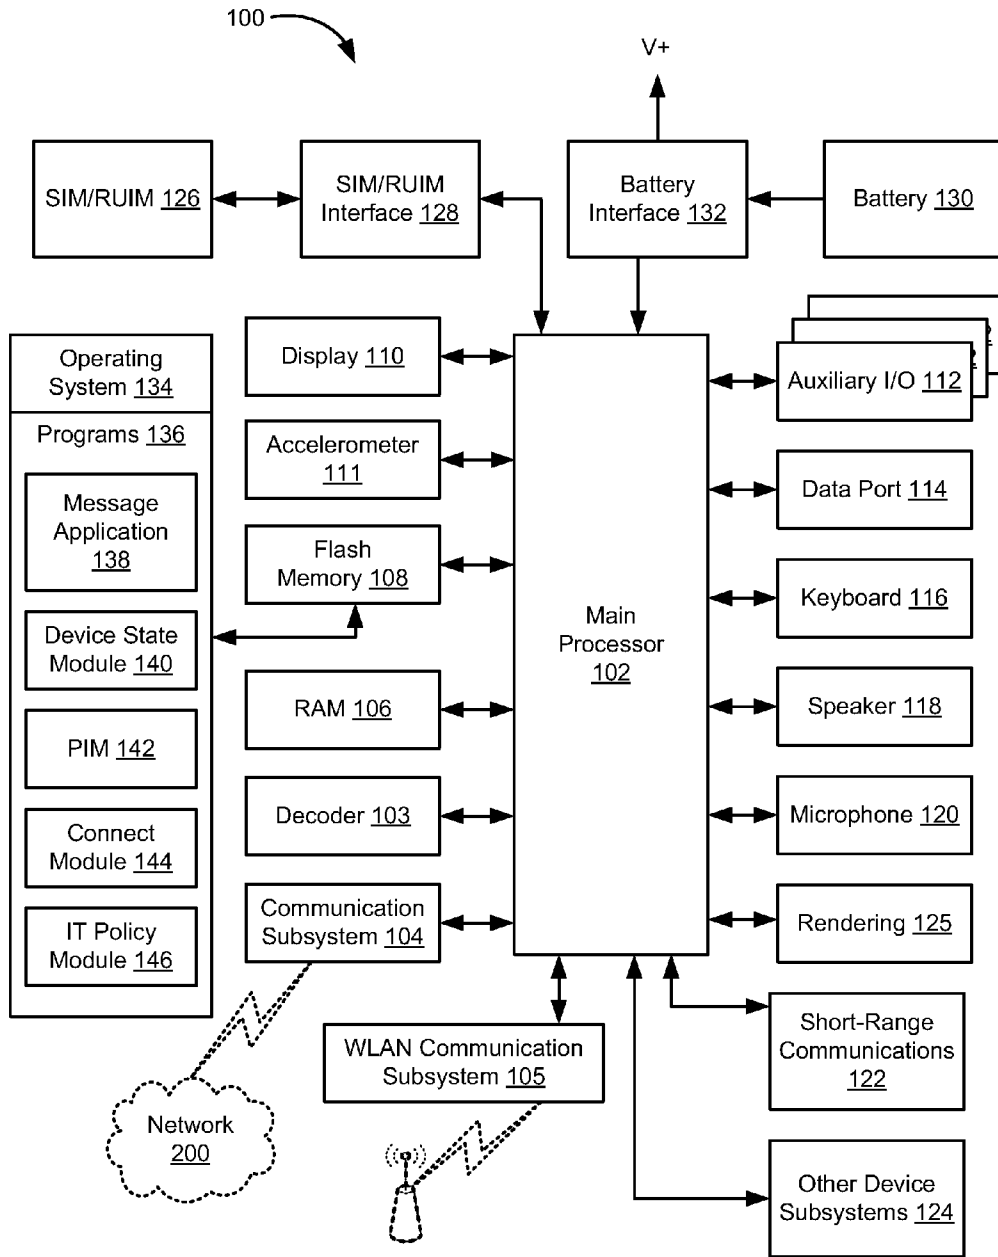 100
V+
SIM/RUIM 126
SIM/RUIM
Interface 128
Battery
Interface 132
Battery 130
Operating
System 134
Programs 136
Message
Application
138
Device State
Module 140
PIM 142
Connect
Module 144
IT Policy
Module 146
Display 110
Accelerometer
111
Flash
Memory 108
RAM 106
Decoder 103
Communication
Subsystem 104
WLAN Communication
Subsystem 105
Network
200
Main
Processor
102
Auxiliary I/O 112
Data Port 114
Keyboard 116
Speaker 118
Microphone 120
Rendering 125
Short-Range
Communications
122
Other Device
Subsystems 124